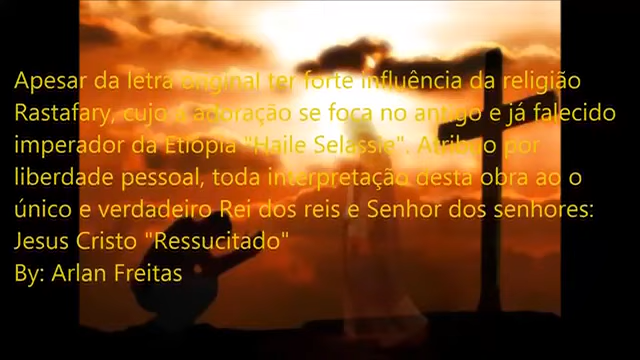 Apesar da letra original ter forte influência da religião
Rastafary, cujo a adoração se foca no antigo e já falecido
imperador da Etiópia "Haile Selassie". Atribuo por
liberdade pessoal, toda interpretação desta obra ao o
único e verdadeiro Rei dos reis e Senhor dos senhores:
Jesus Cristo "Ressucitado"
By: Arlan Freitas